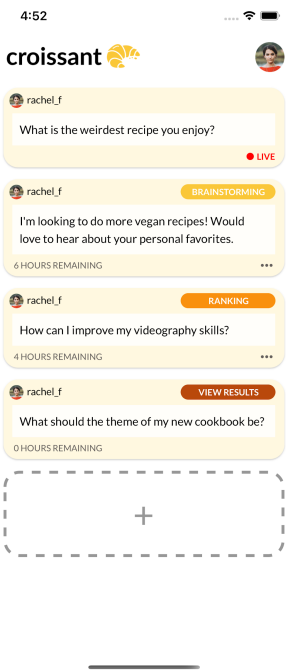 4:52
croissant
rachel_f
What is the weirdest recipe you enjoy?
LIVE
rachel_f
BRAINSTORMING
I'm looking to do more vegan recipes! Would
love to hear about your personal favorites.
6 HOURS REMAINING
rachel_f
RANKING
How can I improve my videography skills?
4 HOURS REMAINING
rachel_f
VIEW RESULTS
What should the theme of my new cookbook be?
0 HOURS REMAINING